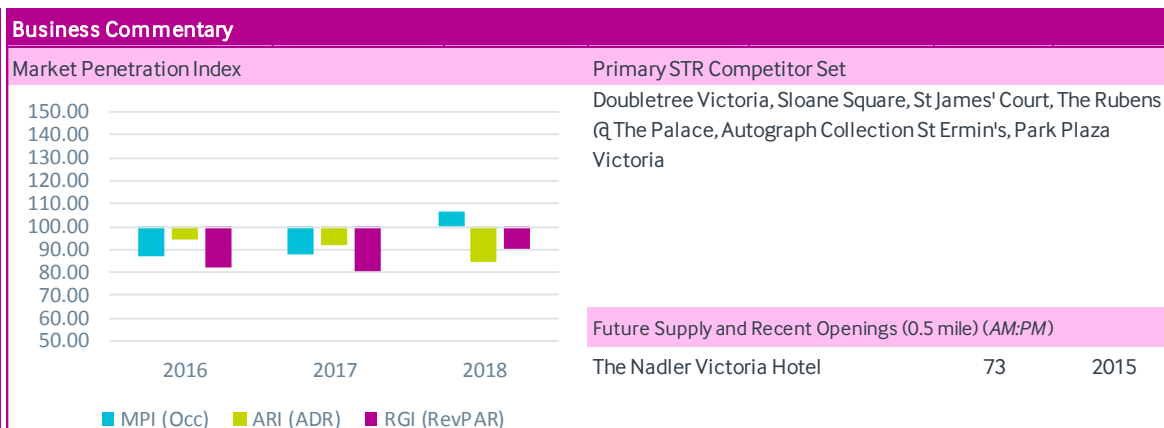 Business Commentary
Market Penetration Index
150.00
140.00
130.00
120.00
110.00
100.00
90.00
80.00
70.00
60.00
50.00
2016 2017 2018
MPI (Occ) ARI (ADR) RGI (RevPAR)
Primary STR Competitor Set
Doubletree Victoria, Sloane Square, St James' Court, The Rubens
@ The Palace, Autograph Collection St Ermin's, Park Plaza
Victoria
Future Supply and Recent Openings (0.5 mile) (AM:PM)
The Nadler Victoria Hotel 73 2015